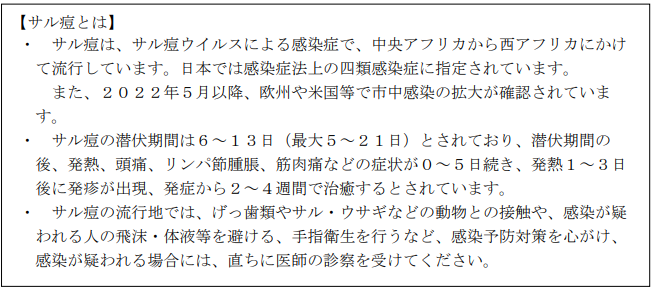 【サル痘とは】
・　サル痘は、サル痘ウイルスによる感染症で、中央アフリカから西アフリカにかけ
て流行しています。日本では感染症法上の四類感染症に指定されています。
また、２０２２年５月以降、欧州や米国等で市中感染の拡大が確認されていま
す。
・　サル痘の潜伏期間は６～１３日（最大５～２１日）とされており、潜伏期間の
後、発熱、頭痛、リンパ節腫脹、筋肉痛などの症状が０～５日続き、発熱１～３日
後に発疹が出現、発症から２～４週間で治癒するとされています。
・　サル痘の流行地では、げっ歯類やサル・ウサギなどの動物との接触や、感染が疑
われる人の飛沫・体液等を避ける、手指衛生を行うなど、感染予防対策を心がけ、
感染が疑われる場合には、直ちに医師の診察を受けてください。